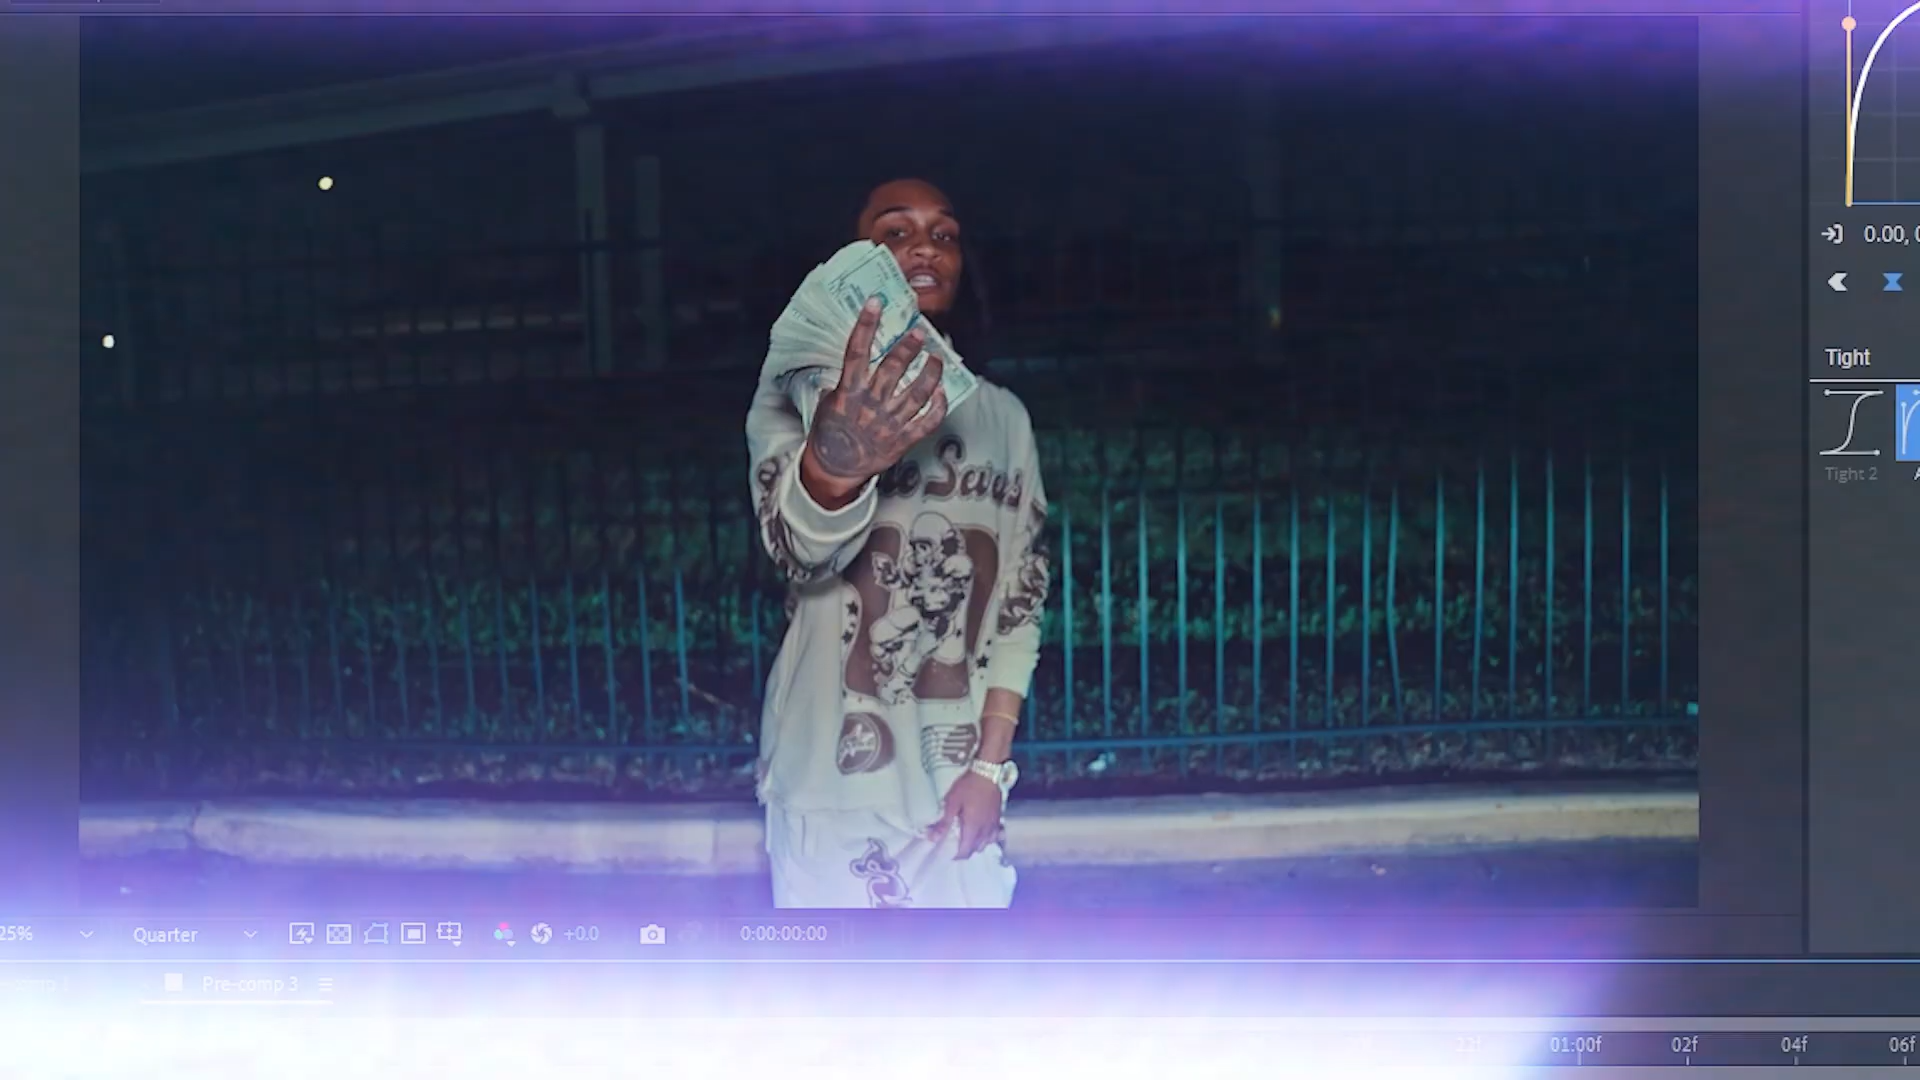 0.00, 0
Tight
Tight 2
25%
Quarter
+0.0
0:00:00:00
Pre-comp 3
01:00f
02f
04f
06f